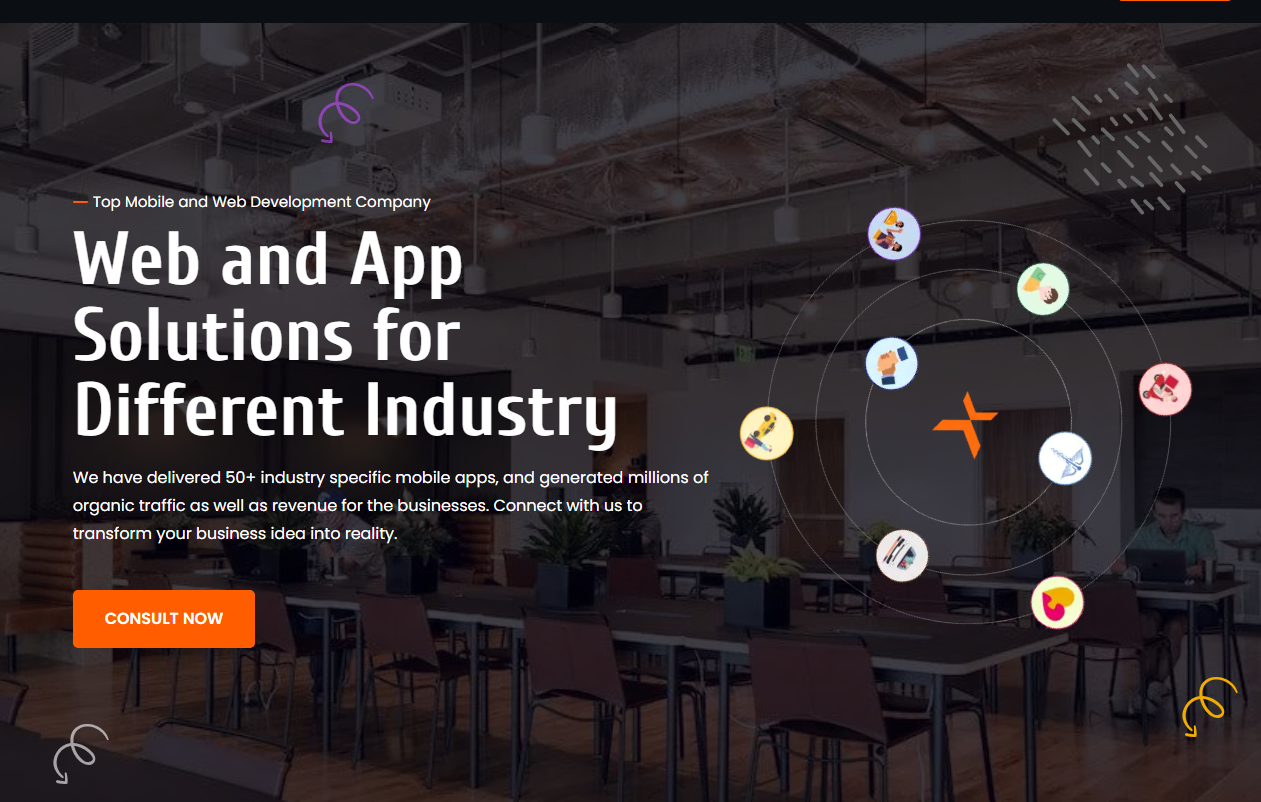 — Top Mobile and Web Development Company
Web and App
Solutions for
Different Industry
We have delivered 50+ industry specific mobile apps, and generated millions of
organic traffic as well as revenue for the businesses. Connect with us to
transform your business idea into reality.
CONSULT NOW